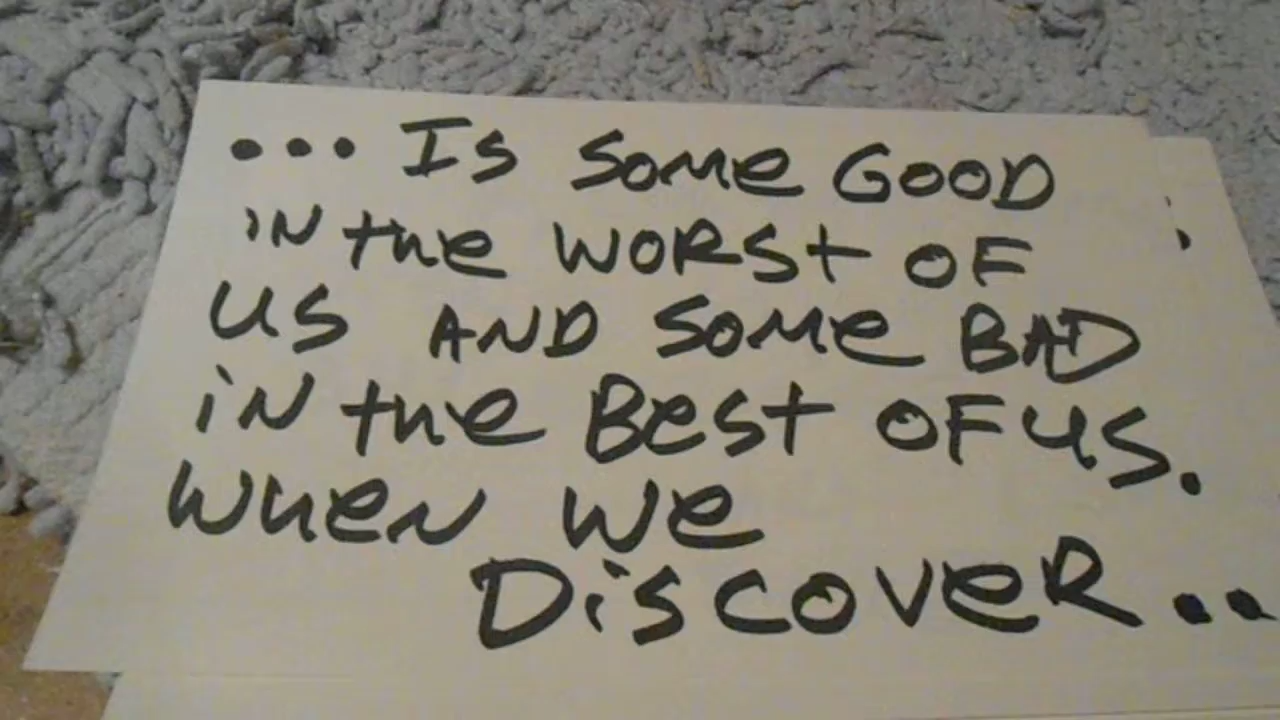 ... Is Some GOOD
iN the WORSt OF
US AND Some BAD
iN the Best OF US.
When We
DiscoveR..